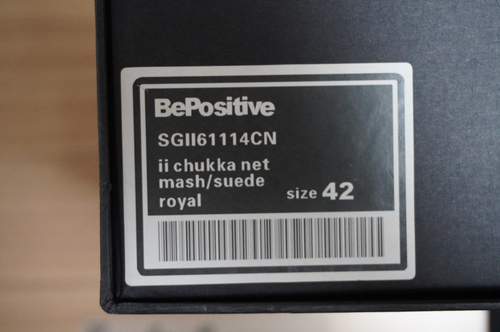 BePositive
SGII61114CN
ii chukka net
mash/suede
royal
size 42